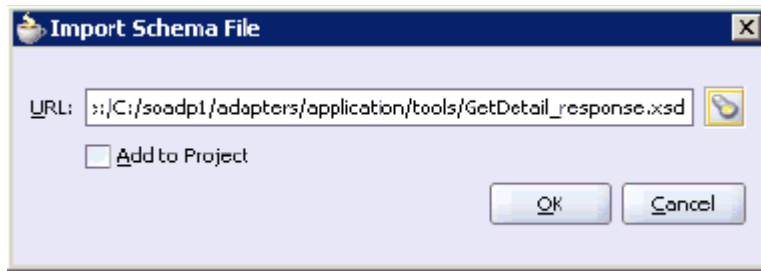 Import Schema File
URL: :/C:/soadp1/adapters/application/tools/GetDetail_response.xsd
Add to Project
OK Cancel